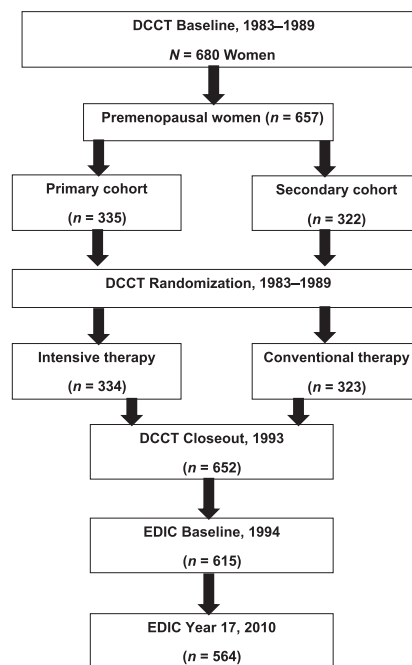 DCCT Baseline, 1983–1989
N = 680 Women
Premenopausal women (n = 657)
Primary cohort
(n = 335)
Secondary cohort
(n = 322)
DCCT Randomization, 1983–1989
Intensive therapy
(n = 334)
Conventional therapy
(n = 323)
DCCT Closeout, 1993
(n = 652)
EDIC Baseline, 1994
(n = 615)
EDIC Year 17, 2010
(n = 564)